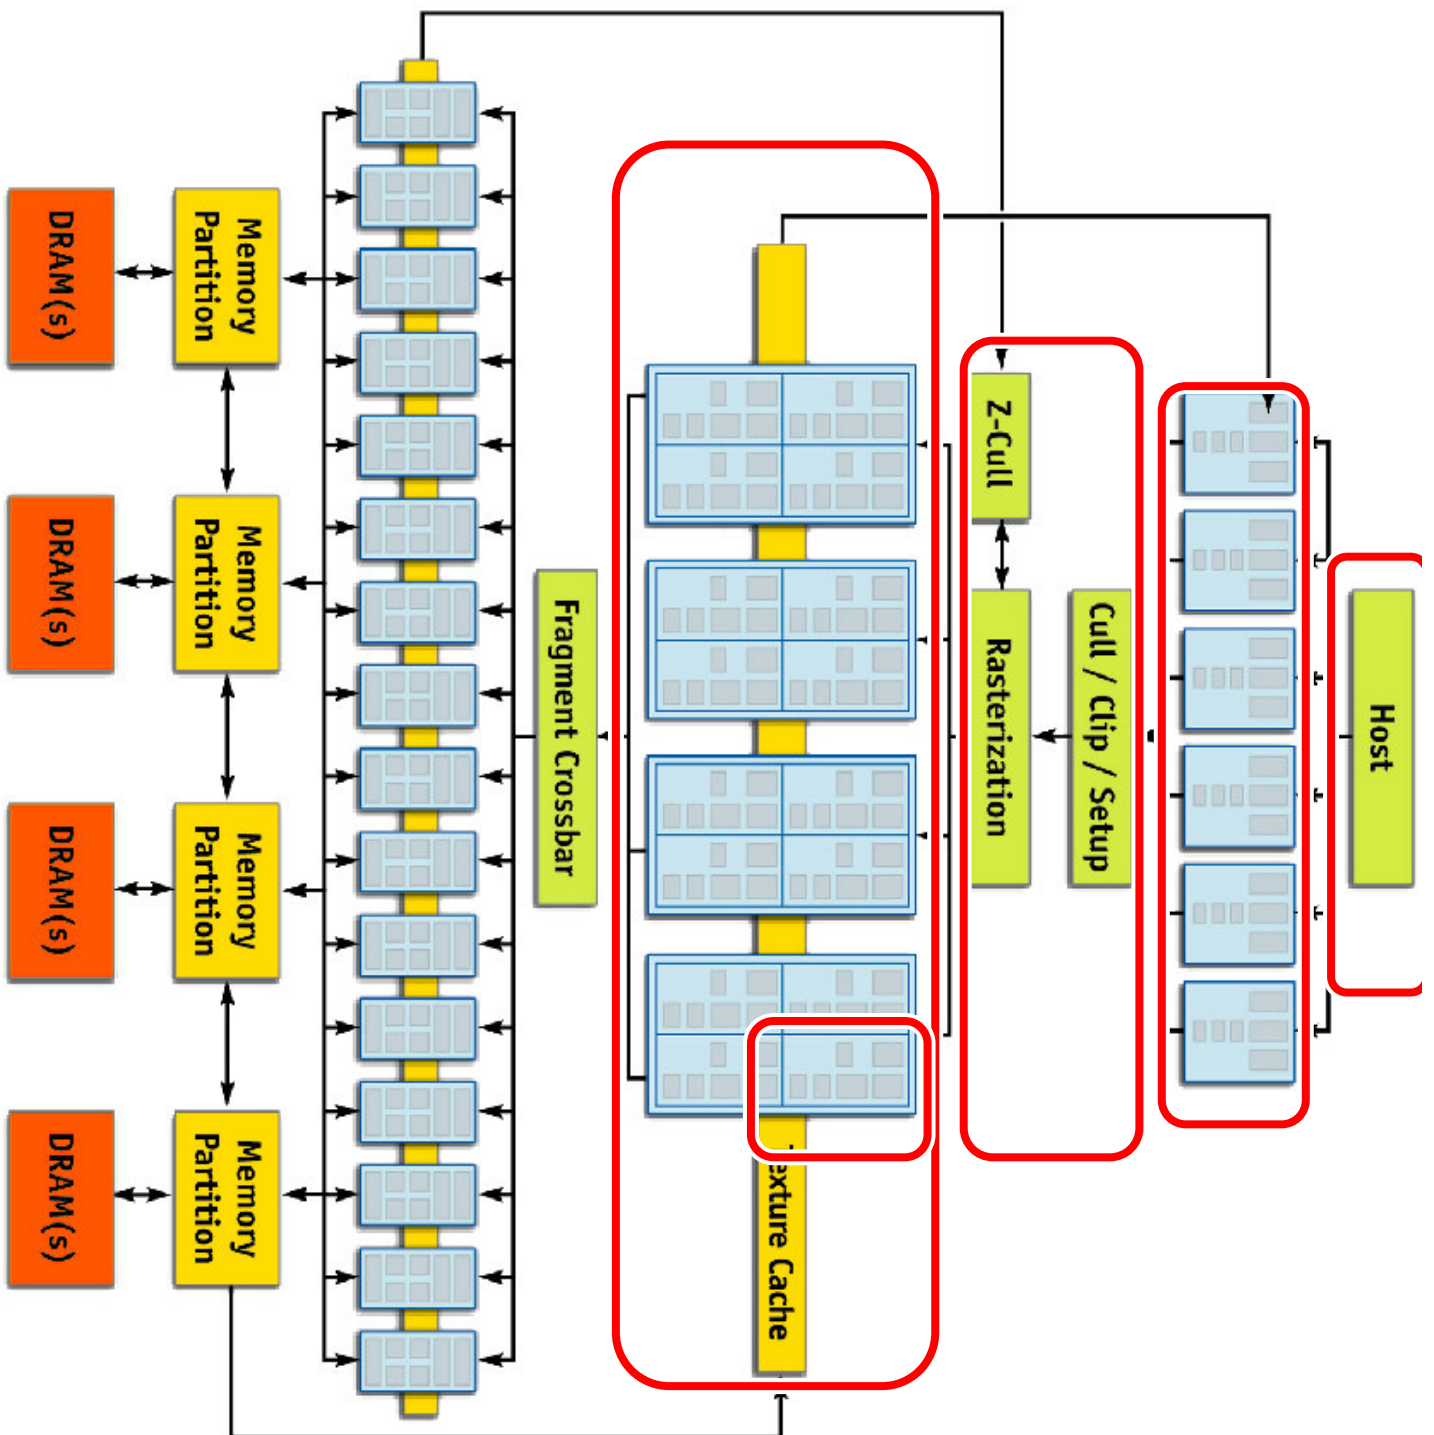 Host
Cull / Clip / Setup
Z-Cull
Rasterization
exture Cache
Fragment Crossbar
Memory
Partition
Memory
Partition
Memory
Partition
Memory
Partition
DRAM(s)
DRAM(s)
DRAM(s)
DRAM(s)